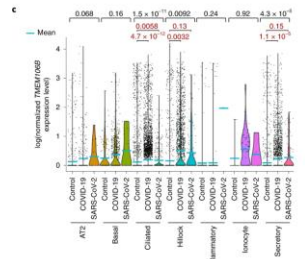 c
0.068 0.16 1.5 × 10⁻¹¹ 0.0092 0.24 0.92 4.3 × 10⁻⁵
0.0058 0.13 0.15
4.7 × 10⁻¹² 0.0032 1.1 × 10⁻⁵
Mean
log(normalised TMEM106B
expression level)
4
3
2
1
0
Control COVID-19 SARS-CoV-2 Control COVID-19 SARS-CoV-2 Control COVID-19 SARS-CoV-2 Control COVID-19 SARS-CoV-2 Control COVID-19 SARS-CoV-2 Control COVID-19 SARS-CoV-2 Control COVID-19 SARS-CoV-2
AT2 Basal Ciliated Hillock Ionocyte Secretory